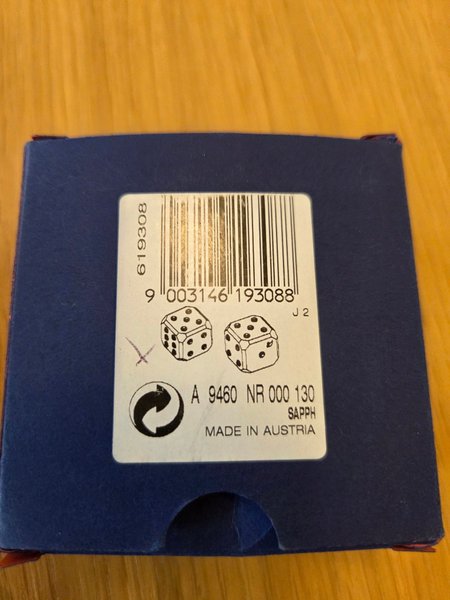 619308
9 003146 193088
J 2
A 9460 NR 000 130
SAPPH
MADE IN AUSTRIA